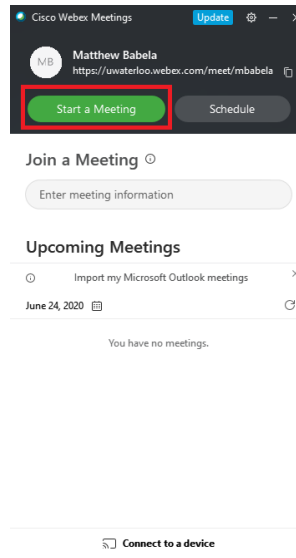 Cisco Webex Meetings
Update
MB
Matthew Babela
https://uwaterloo.webex.com/meet/mbabela
Start a Meeting
Schedule
Join a Meeting
Enter meeting information
Upcoming Meetings
Import my Microsoft Outlook meetings
June 24, 2020
You have no meetings.
Connect to a device